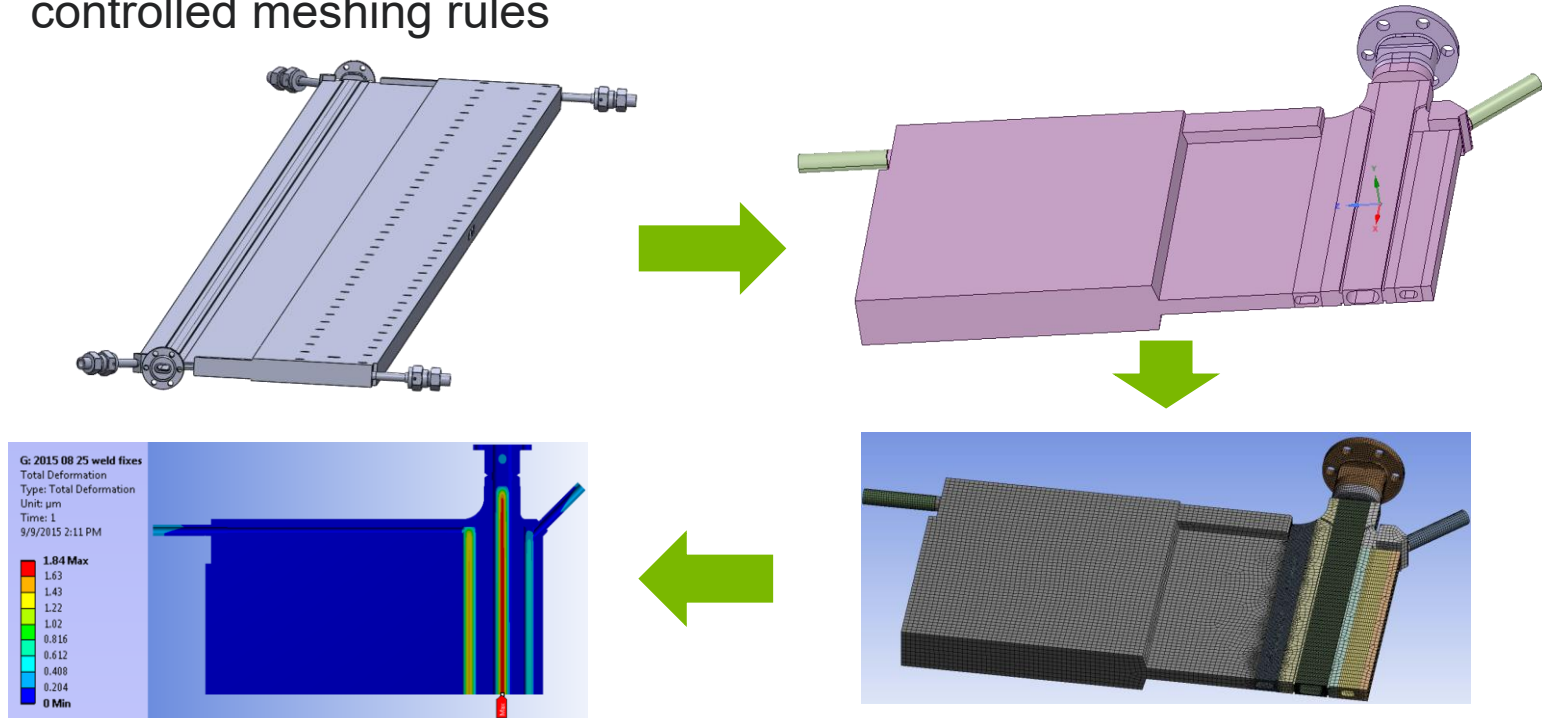 controlled meshing rules
Y
Z
X
G: 2015 08 25 weld fixes
Total Deformation
Type: Total Deformation
Unit: µm
Time: 1
9/9/2015 2:11 PM
1.84 Max
1.63
1.43
1.22
1.02
0.816
0.612
0.408
0.204
0 Min
Max